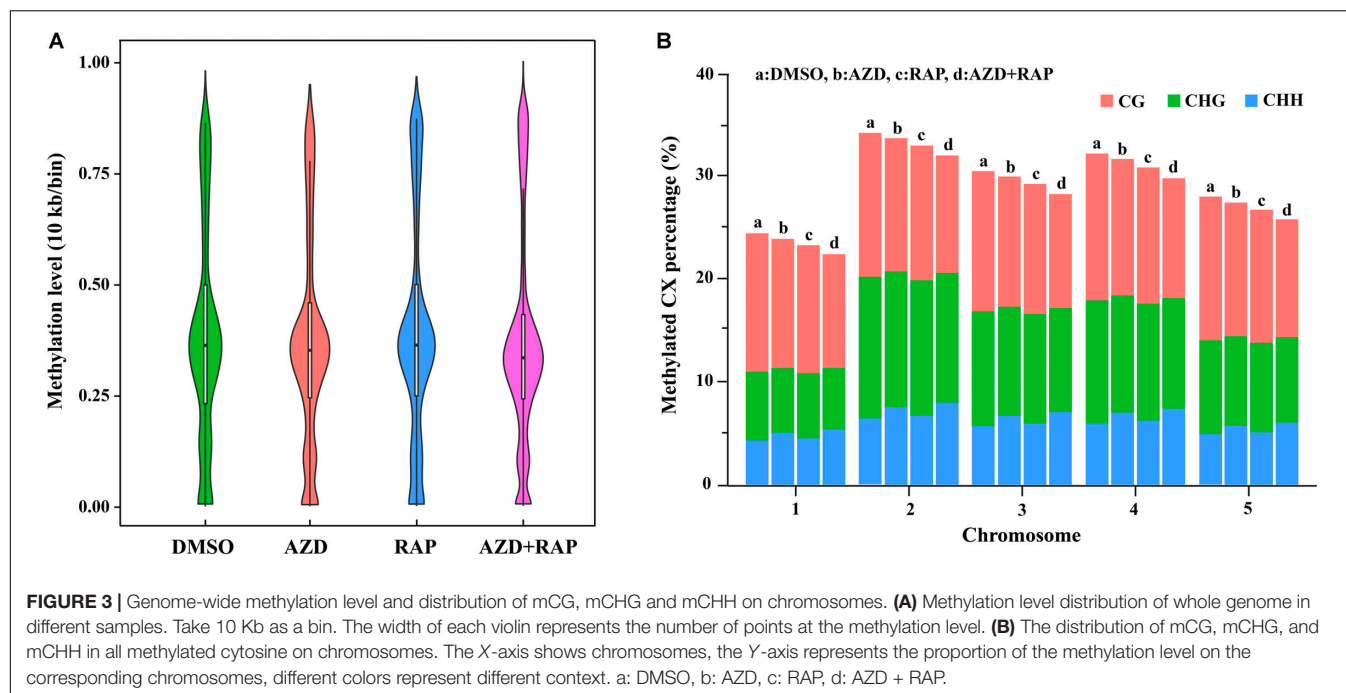 A
1.00
0.75
0.50
0.25
0.00
Methylation level (10 kb/bin)
DMSO AZD RAP AZD+RAP
B
a:DMSO, b:AZD, c:RAP, d:AZD+RAP
CG CHG CHH
40
30
20
10
0
Methylated CX percentage (%)
a b c d
a b c d
a b c d
a b c d
a b c d
1 2 3 4 5
Chromosome
FIGURE 3 | Genome-wide methylation level and distribution of mCG, mCHG and mCHH on chromosomes. (A) Methylation level distribution of whole genome in
different samples. Take 10 Kb as a bin. The width of each violin represents the number of points at the methylation level. (B) The distribution of mCG, mCHG, and
mCHH in all methylated cytosine on chromosomes. The X-axis shows chromosomes, the Y-axis represents the proportion of the methylation level on the
corresponding chromosomes, different colors represent different context. a: DMSO, b: AZD, c: RAP, d: AZD + RAP.